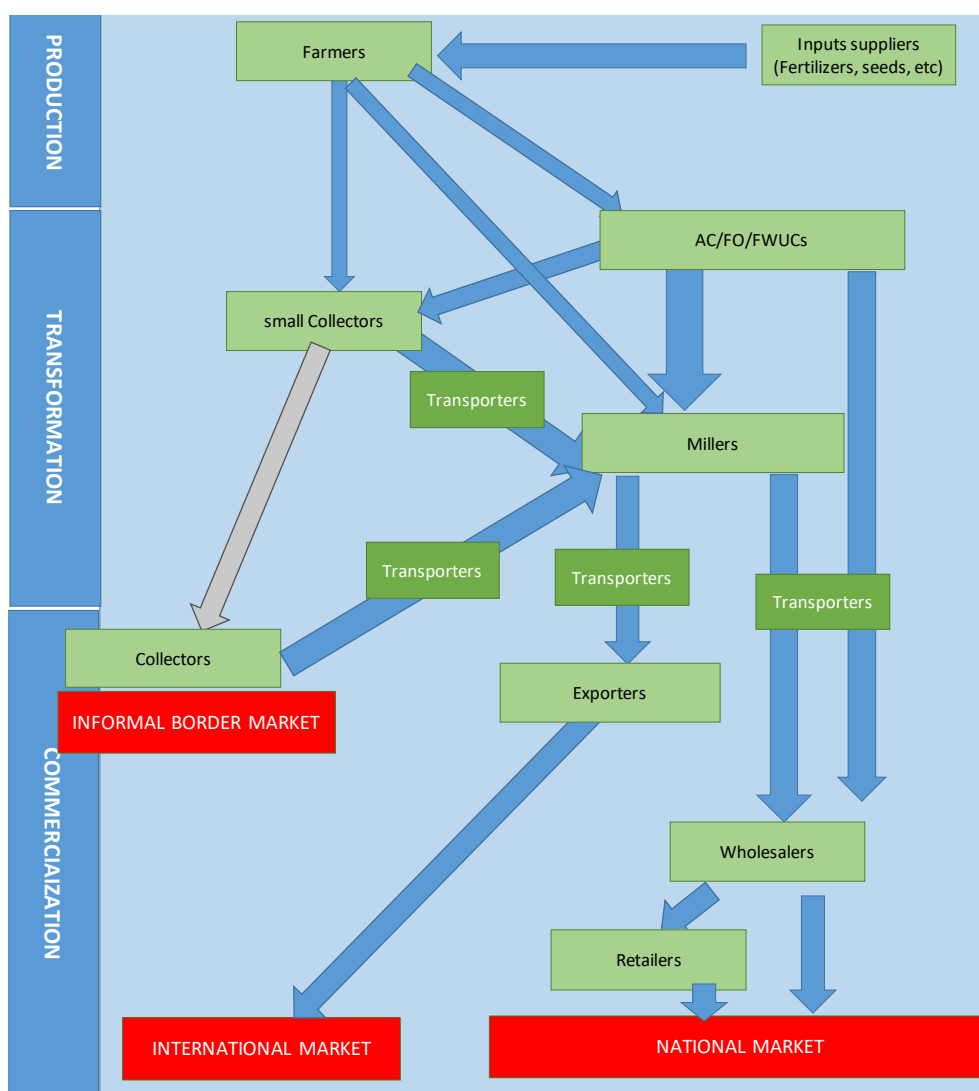 PRODUCTION
Farmers
Inputs suppliers
(Fertilizers, seeds, etc)
TRANSFORMATION
AC/FO/FWUCs
small Collectors
Transporters
Millers
Transporters
Transporters
Transporters
COMMERCIAIZATION
Collectors
INFORMAL BORDER MARKET
Exporters
Wholesalers
Retailers
INTERNATIONAL MARKET
NATIONAL MARKET